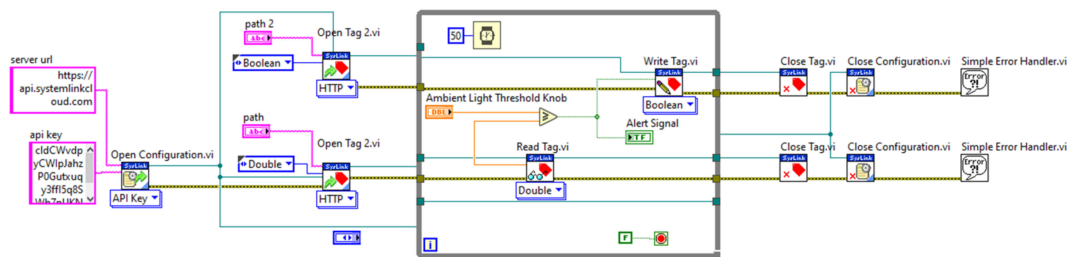 path 2
Abc
Open Tag 2.vi
SysLink
Boolean
HTTP
server url
https://
api.systemlinkcl
oud.com
api key
cIdCWvdp
yCWIpJahz
P0Gutxuq
y3ffI5q8S
Open Configuration.vi
SysLink
API Key
path
Abc
Open Tag 2.vi
SysLink
Double
HTTP
50
Ambient Light Threshold Knob
DBL
Write Tag.vi
SysLink
Boolean
Alert Signal
TF
Read Tag.vi
SysLink
Double
i
F
Close Tag.vi
SysLink
Close Configuration.vi
SysLink
Simple Error Handler.vi
Error
?!
Close Tag.vi
SysLink
Close Configuration.vi
SysLink
Simple Error Handler.vi
Error
?!